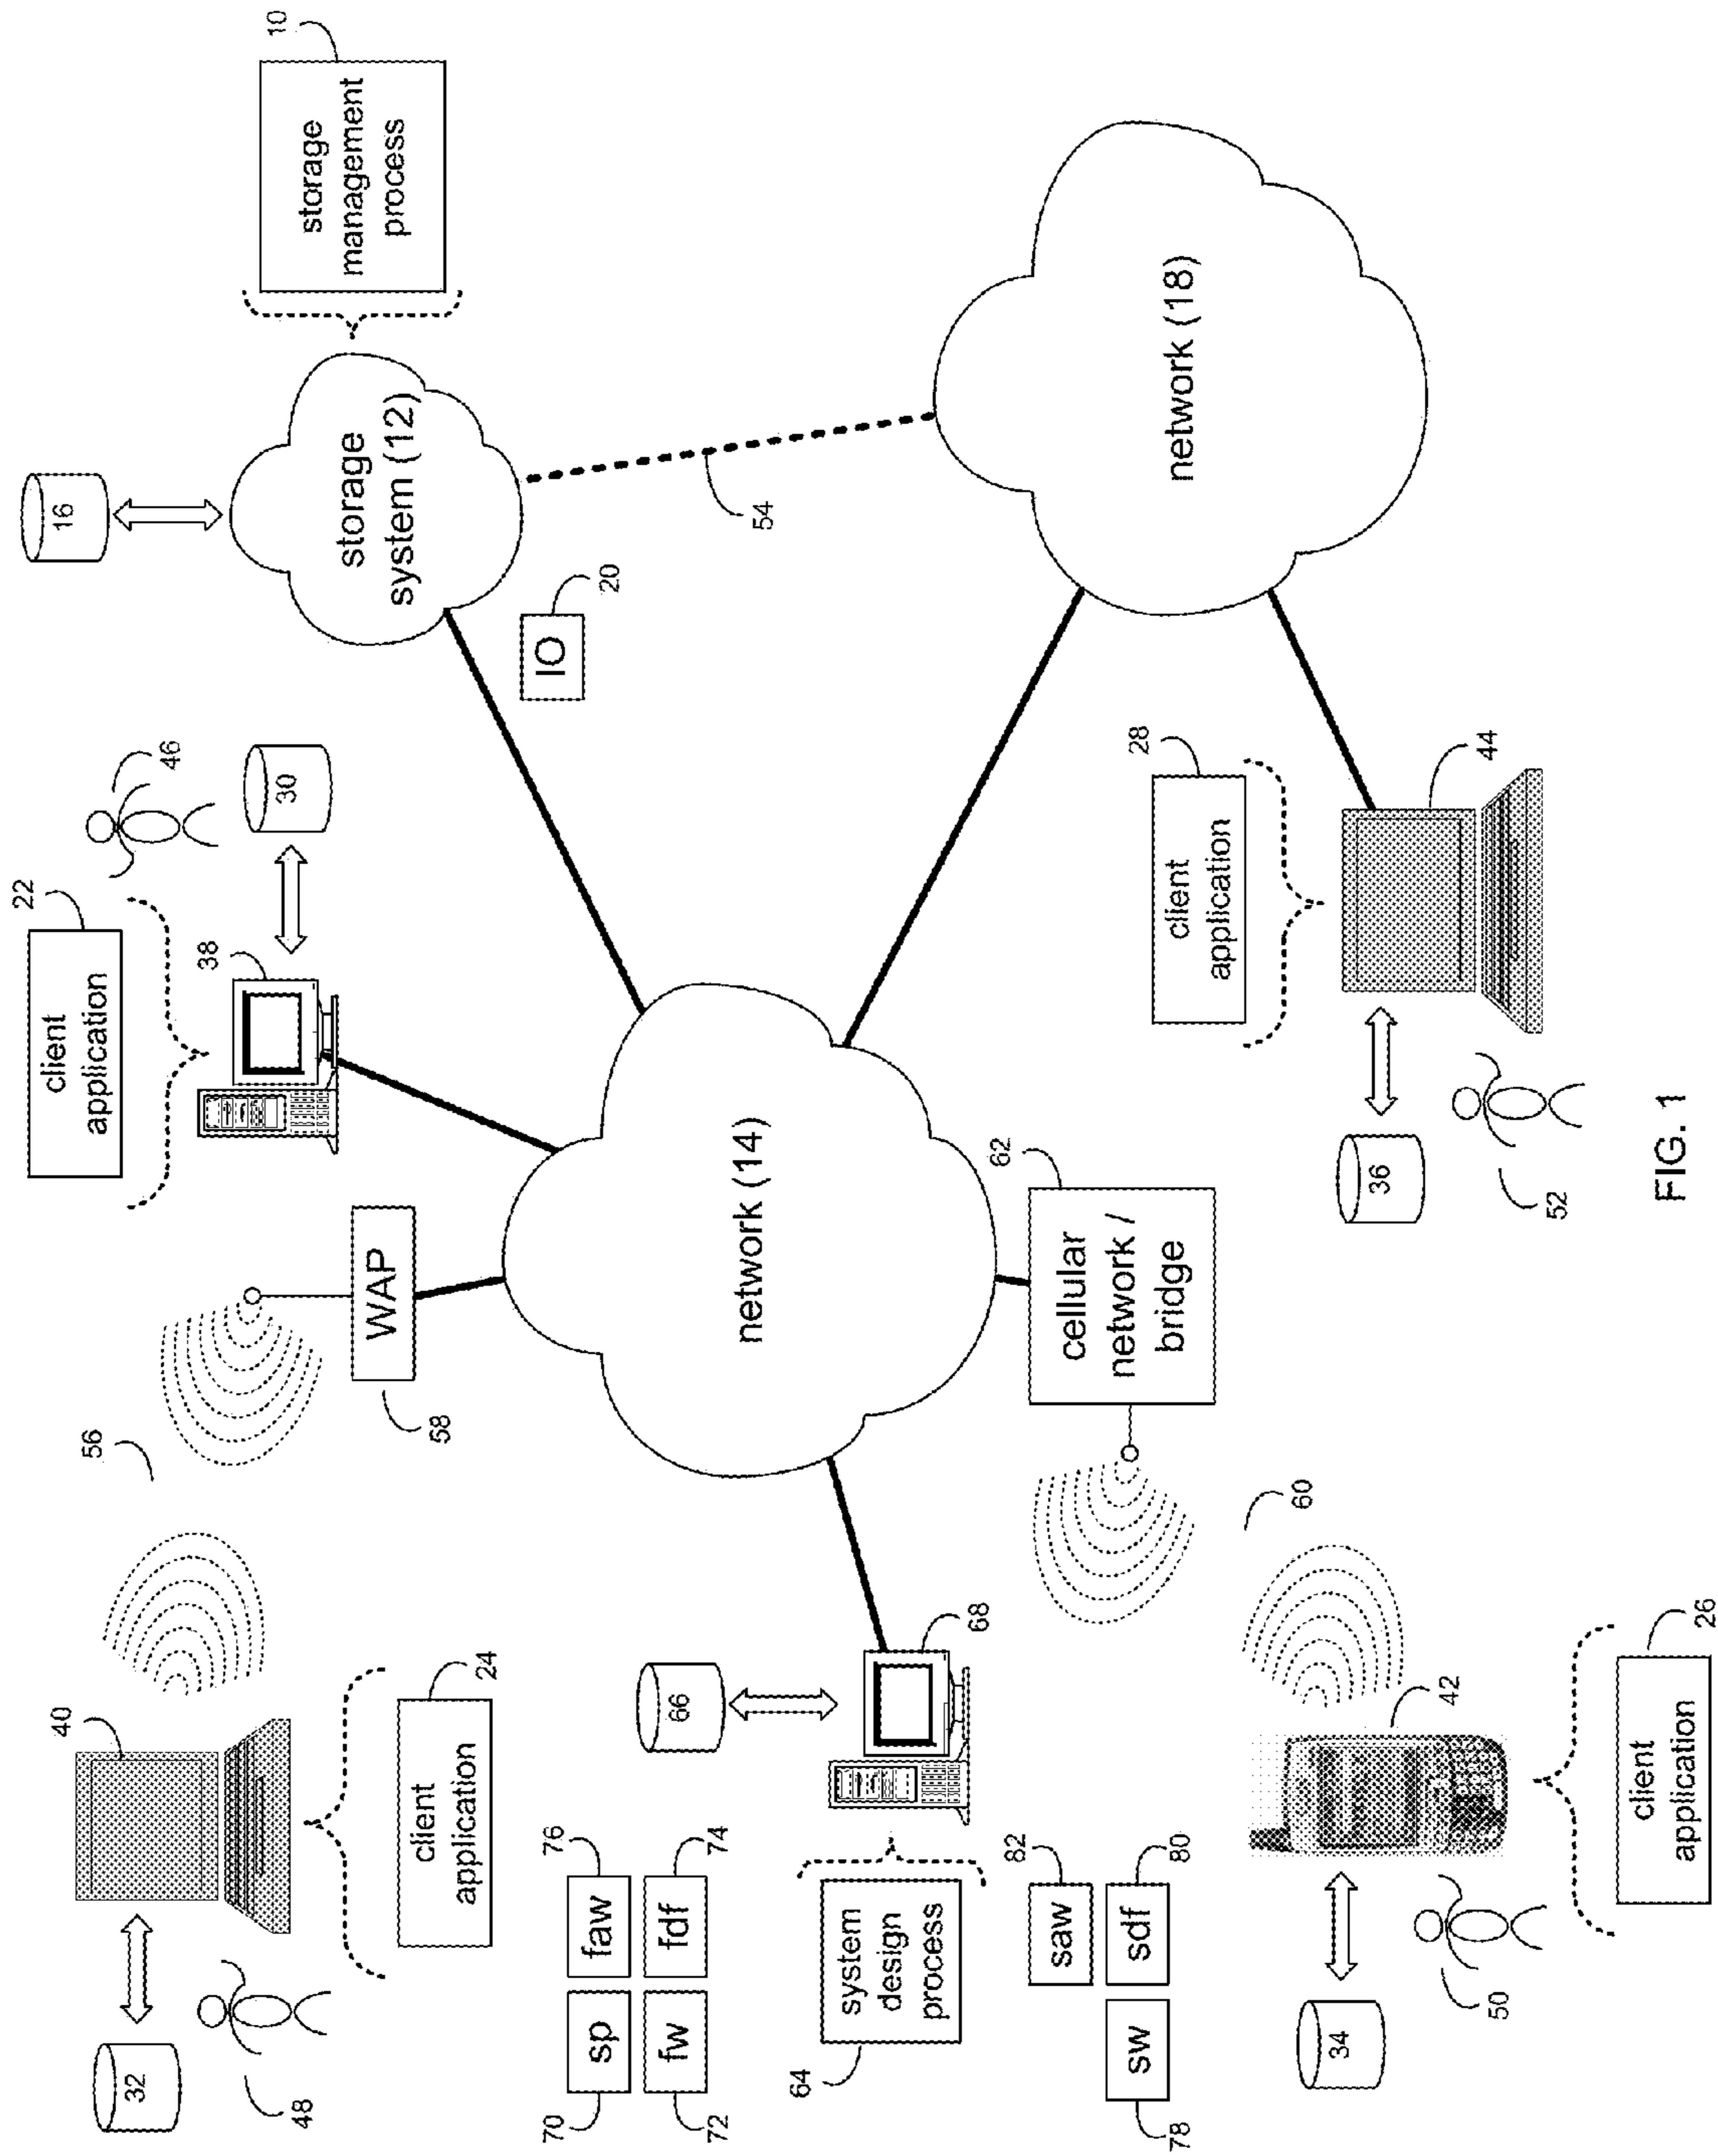 32
48
40
client
application
24
56
WAP
58
client
application
22
38
46
30
16
storage
system (12)
storage
management
process
10
IO
20
54
sp
70
faw
76
fw
72
fdf
74
66
68
system
design
process
64
network (14)
network (18)
saw
82
sw
78
sdf
80
cellular
network /
bridge
62
60
34
50
42
client
application
26
client
application
28
44
36
52
FIG. 1